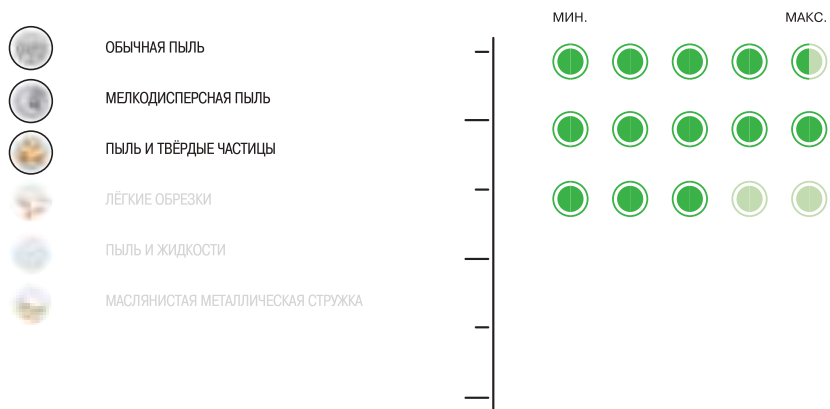 МИН. МАКС.
ОБЫЧНАЯ ПЫЛЬ
МЕЛКОДИСПЕРСНАЯ ПЫЛЬ
ПЫЛЬ И ТВЁРДЫЕ ЧАСТИЦЫ
ЛЁГКИЕ ОБРЕЗКИ
ПЫЛЬ И ЖИДКОСТИ
МАСЛЯНИСТАЯ МЕТАЛЛИЧЕСКАЯ СТРУЖКА